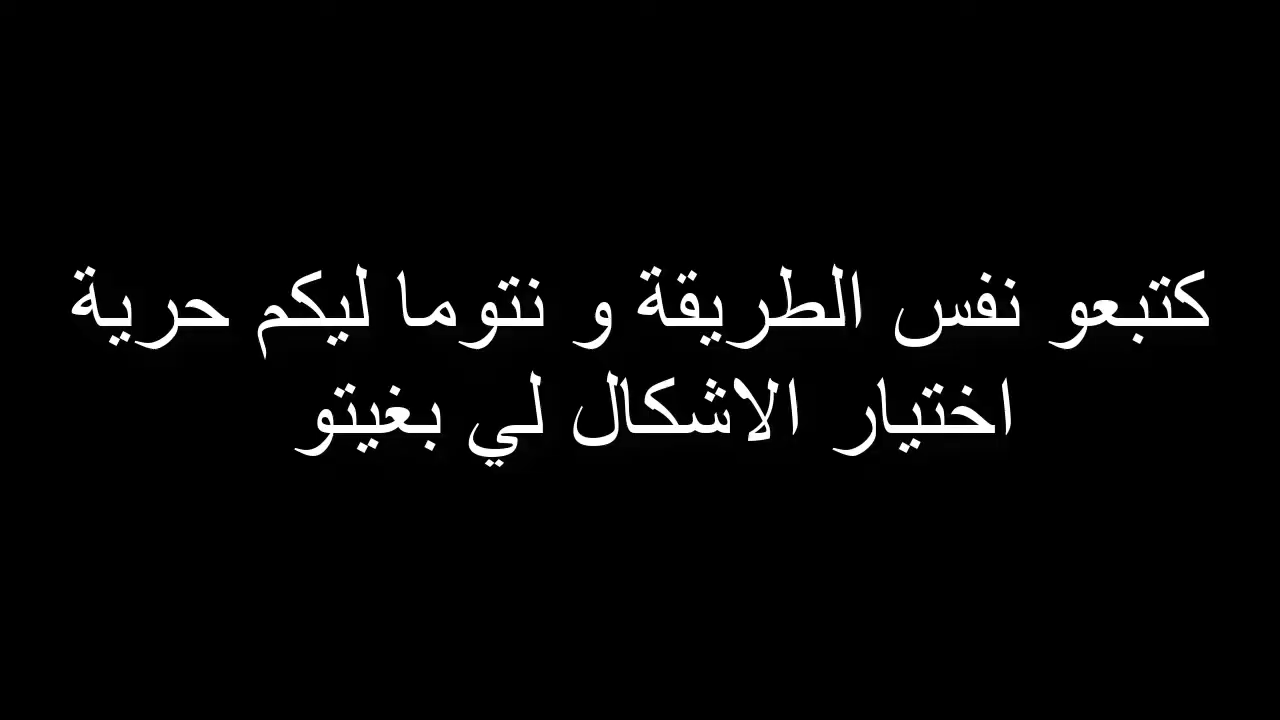 كتبعو نفس الطريقة و نتوما ليكم حرية
اختيار الاشكال لي بغيتو